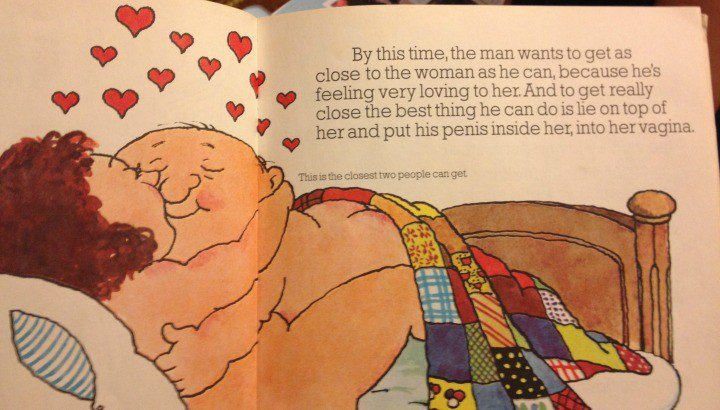 By this time, the man wants to get as
close to the woman as he can, because he's
feeling very loving to her. And to get really
close the best thing he can do is lie on top of
her and put his penis inside her, into her vagina.
This is the closest two people can get.